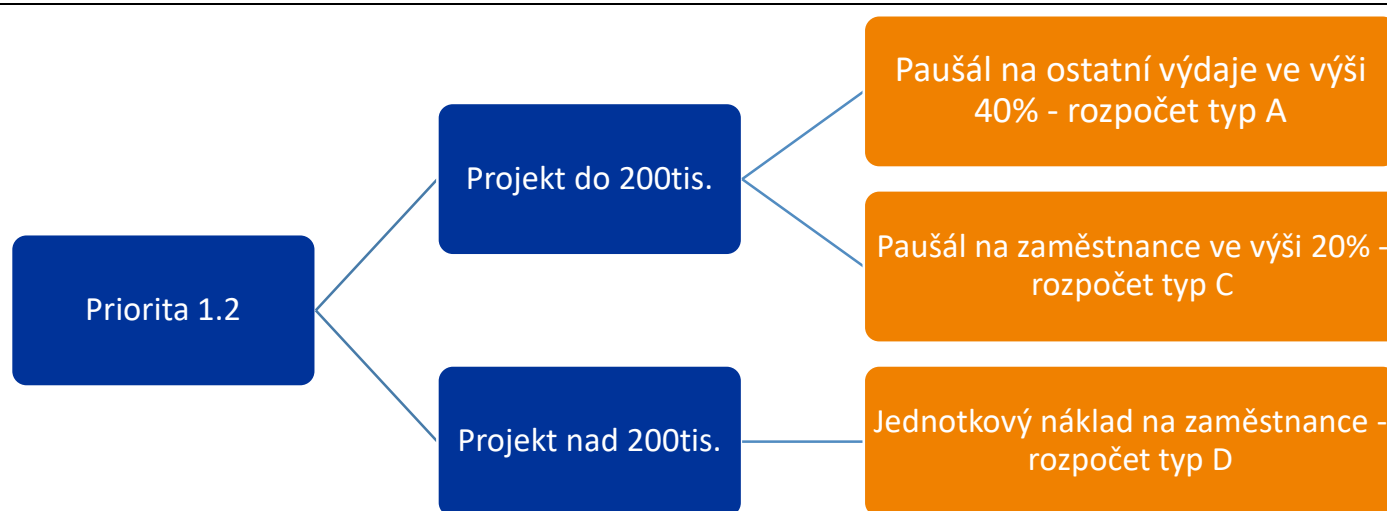 Priorita 1.2
Projekt do 200tis.
Paušál na ostatní výdaje ve výši
40% - rozpočet typ A
Paušál na zaměstnance ve výši 20% -
rozpočet typ C
Projekt nad 200tis.
Jednotkový náklad na zaměstnance -
rozpočet typ D